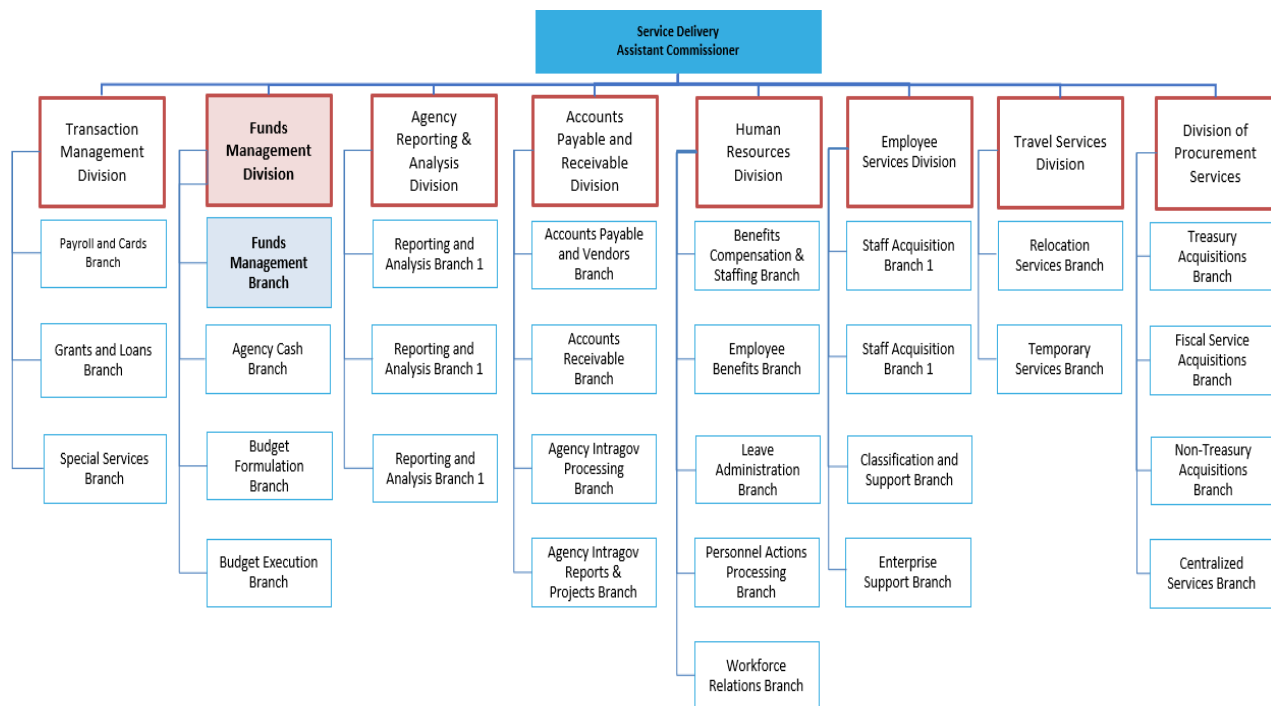 Service Delivery
Assistant Commissioner
Transaction
Management
Division
Funds
Management
Division
Agency
Reporting &
Analysis
Division
Accounts
Payable and
Receivable
Division
Human
Resources
Division
Employee
Services Division
Travel Services
Division
Division of
Procurement
Services
Payroll and Cards
Branch
Funds
Management
Branch
Reporting and
Analysis Branch 1
Accounts Payable
and Vendors
Branch
Benefits
Compensation &
Staffing Branch
Staff Acquisition
Branch 1
Relocation
Services Branch
Treasury
Acquisitions
Branch
Grants and Loans
Branch
Agency Cash
Branch
Reporting and
Analysis Branch 1
Accounts
Receivable
Branch
Employee
Benefits Branch
Staff Acquisition
Branch 1
Temporary
Services Branch
Fiscal Service
Acquisitions
Branch
Special Services
Branch
Budget
Formulation
Branch
Reporting and
Analysis Branch 1
Agency Intragov
Processing
Branch
Leave
Administration
Branch
Classification and
Support Branch
Non-Treasury
Acquisitions
Branch
Budget Execution
Branch
Agency Intragov
Reports &
Projects Branch
Personnel Actions
Processing
Branch
Enterprise
Support Branch
Centralized
Services Branch
Workforce
Relations Branch